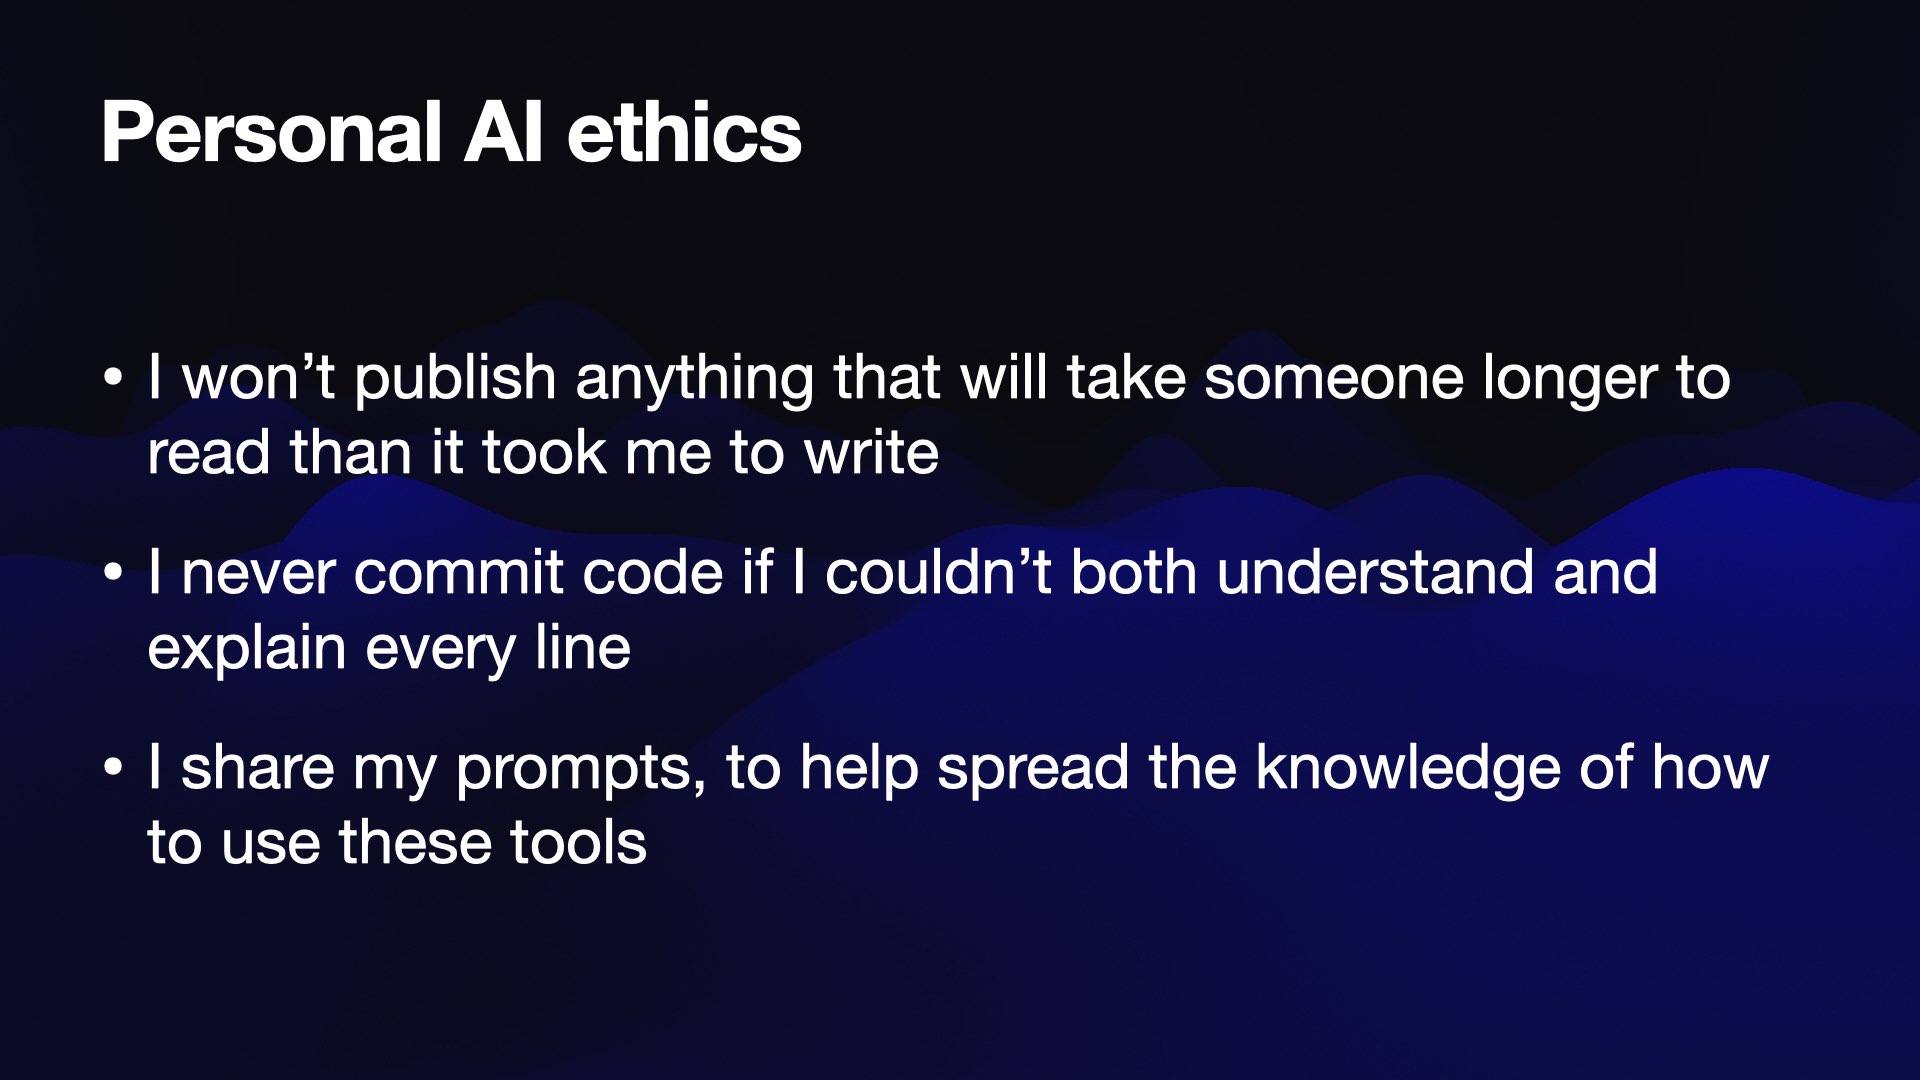 Personal AI ethics
• I won’t publish anything that will take someone longer to
read than it took me to write
• I never commit code if I couldn’t both understand and
explain every line
• I share my prompts, to help spread the knowledge of how
to use these tools